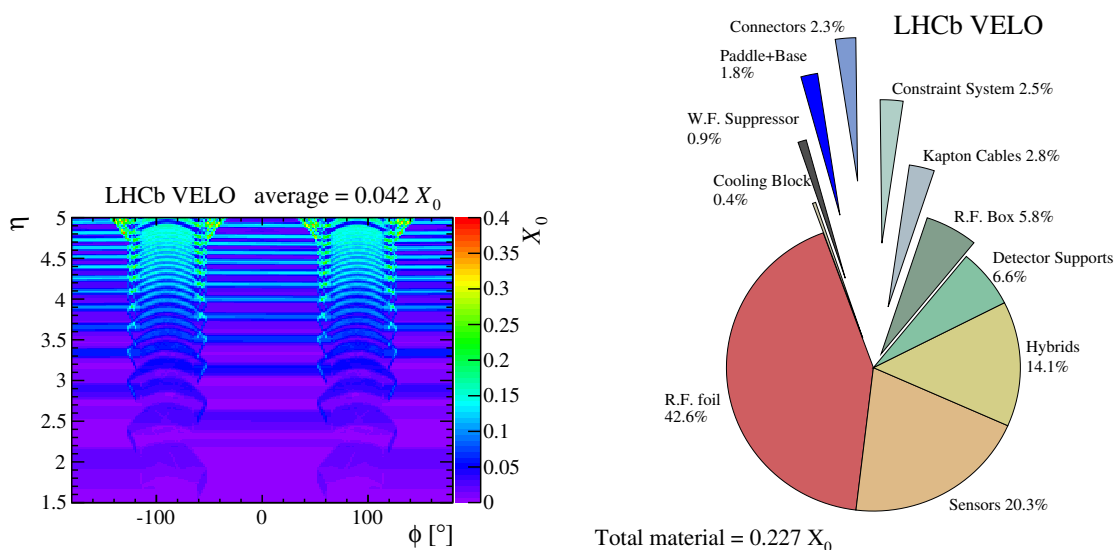 LHCb VELO average = 0.042 X0
η
5
4.5
4
3.5
3
2.5
2
1.5
-100
0
100
ϕ [°]
0.4
0.35
0.3
0.25
0.2
0.15
0.1
0.05
0
X0
LHCb VELO
Connectors 2.3%
Paddle+Base
1.8%
Constraint System 2.5%
W.F. Suppressor
0.9%
Kapton Cables 2.8%
Cooling Block
0.4%
R.F. Box 5.8%
Detector Supports
6.6%
Hybrids
14.1%
R.F. foil
42.6%
Sensors 20.3%
Total material = 0.227 X0